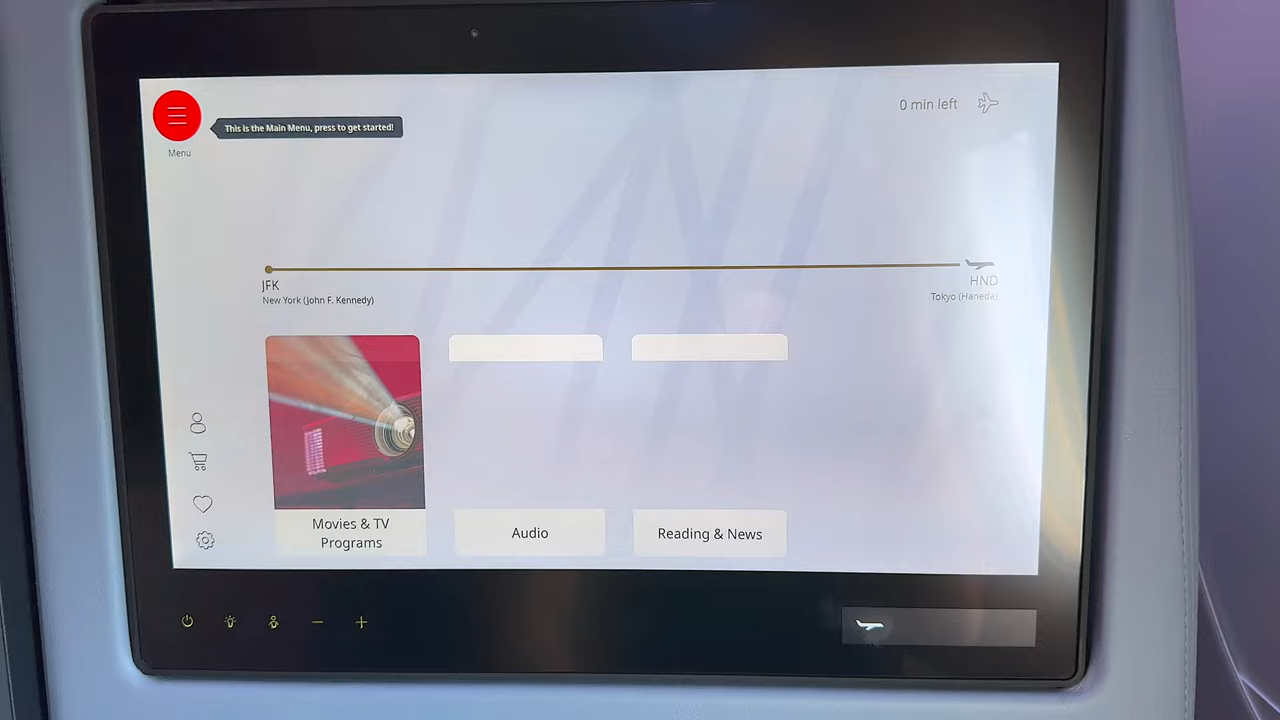 0 min left
This is the Main Menu, press to get started!
Menu
JFK
New York (John F. Kennedy)
HND
Tokyo (Haneda)
Movies & TV
Programs
Audio
Reading & News